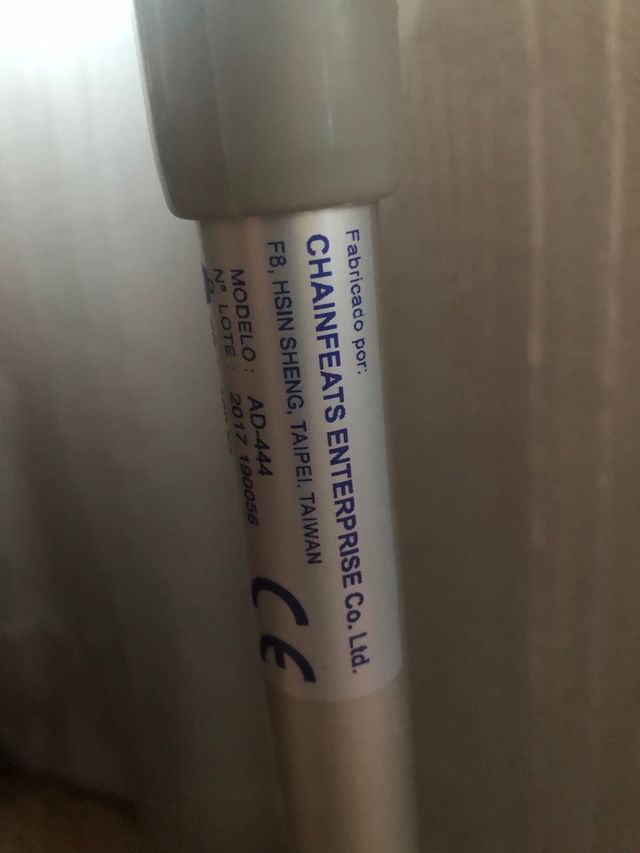 Fabricado por:
CHAINFEATS ENTERPRISE Co. Ltd.
F8, HSIN SHENG, TAIPEI, TAIWAN
MODELO: AD-444
Nº LOTE: 2017 190056
CE